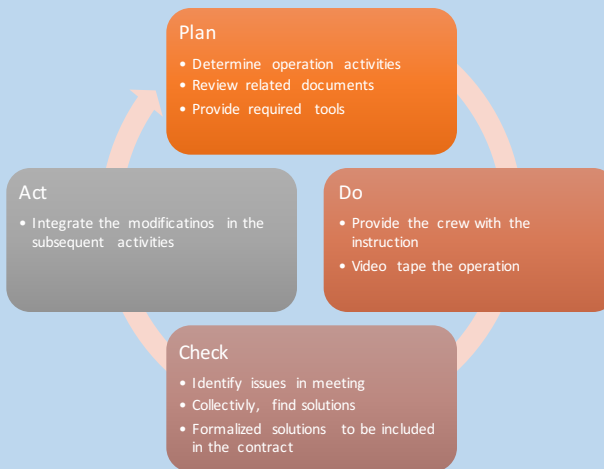 Plan
• Determine operation activities
• Review related documents
• Provide required tools
Act
• Integrate the modificatinos in the
subsequent activities
Do
• Provide the crew with the
instruction
• Video tape the operation
Check
• Identify issues in meeting
• Collectivly, find solutions
• Formalized solutions to be included
in the contract